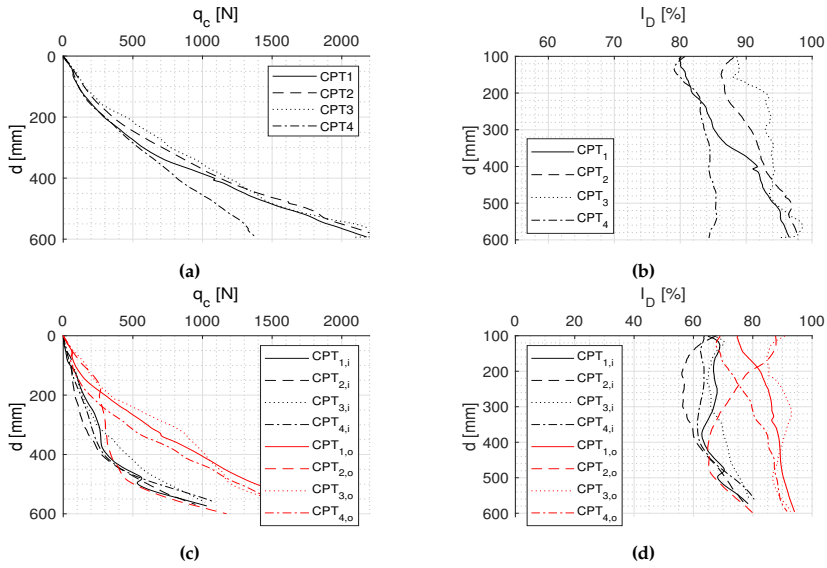 q_c [N]
0 500 1000 1500 2000
d [mm]
0
200
400
600
CPT1
CPT2
CPT3
CPT4
(a)
I_D [%]
60 70 80 90 100
d [mm]
100
200
300
400
500
600
CPT_1
CPT_2
CPT_3
CPT_4
(b)
q_c [N]
0 500 1000 1500 2000
d [mm]
0
200
400
600
CPT_1,i
CPT_2,i
CPT_3,i
CPT_4,i
CPT_1,o
CPT_2,o
CPT_3,o
CPT_4,o
(c)
I_D [%]
0 20 40 60 80 100
d [mm]
100
200
300
400
500
600
CPT_1,i
CPT_2,i
CPT_3,i
CPT_4,i
CPT_1,o
CPT_2,o
CPT_3,o
CPT_4,o
(d)